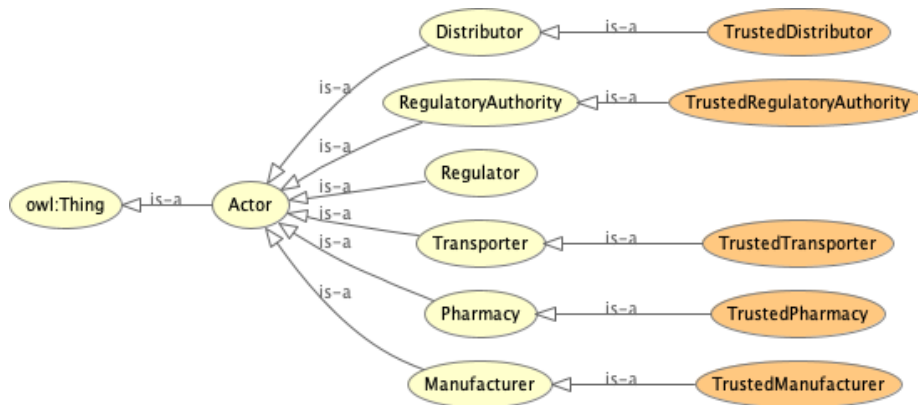 Distributor
is-a
TrustedDistributor
is-a
RegulatoryAuthority
is-a
TrustedRegulatoryAuthority
is-a
Regulator
is-a
owl:Thing
is-a
Actor
is-a
Transporter
is-a
TrustedTransporter
is-a
Pharmacy
is-a
TrustedPharmacy
is-a
Manufacturer
is-a
TrustedManufacturer